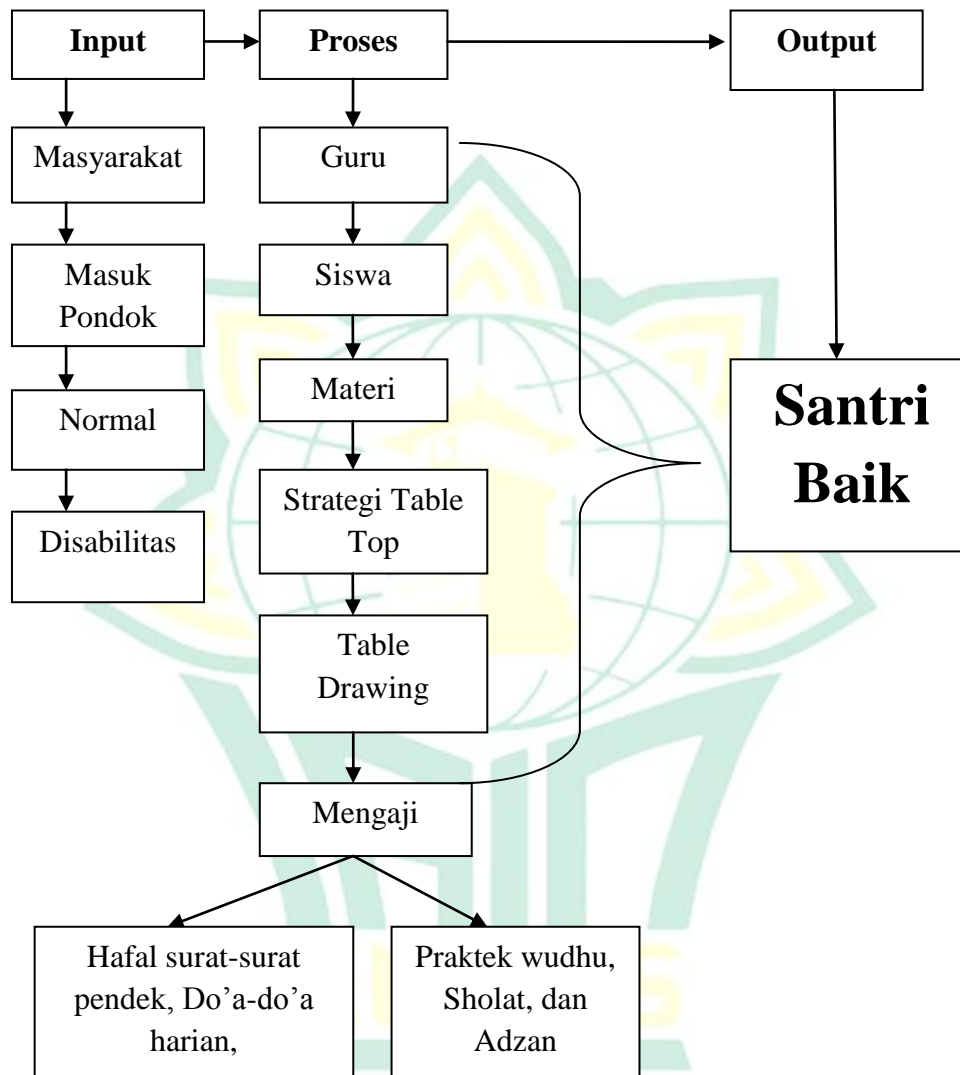 Input
Proses
Output
Masyarakat
Guru
Masuk
Pondok
Siswa
Normal
Materi
Santri
Baik
Disabilitas
Strategi Table
Top
Table
Drawing
Mengaji
Hafal surat-surat
pendek, Do’a-do’a
harian,
Praktek wudhu,
Sholat, dan
Adzan